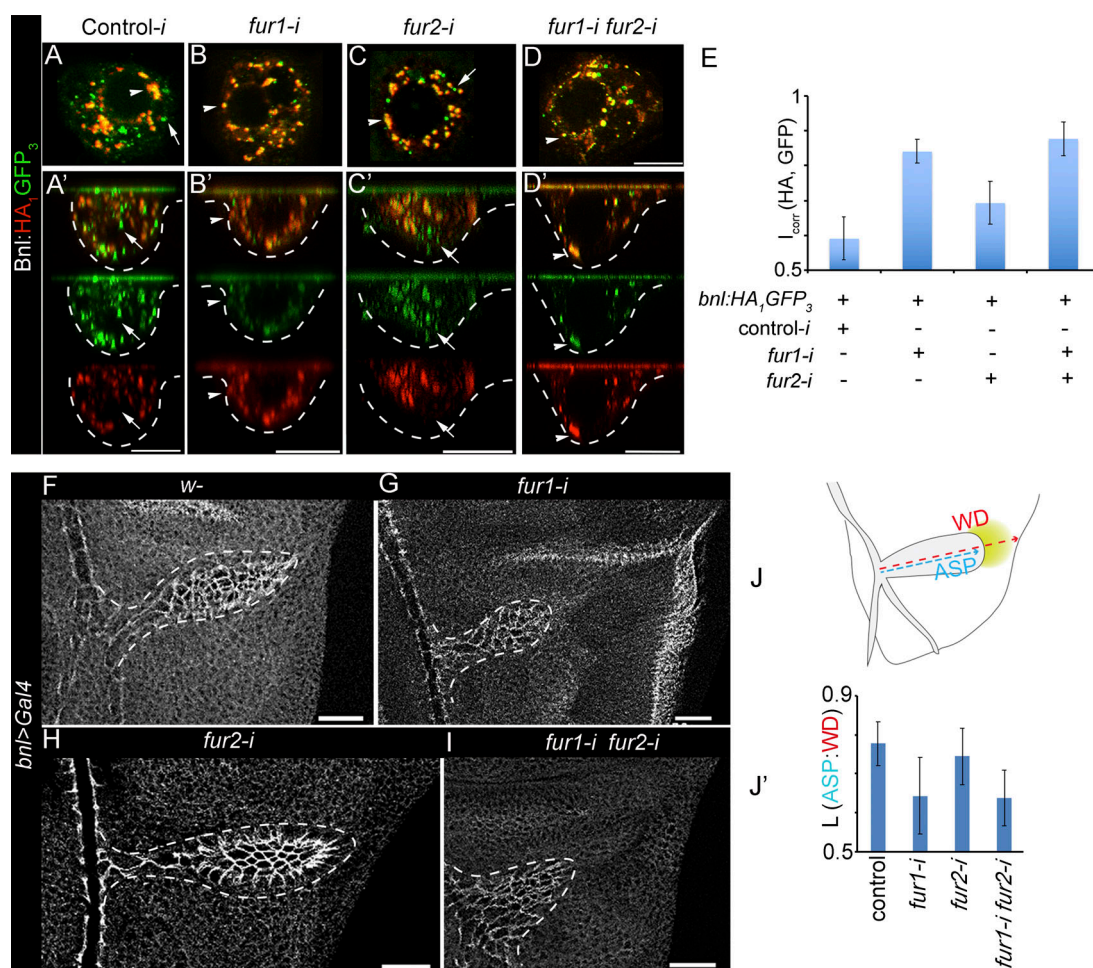 Control-i fur1-i fur2-i fur1-i fur2-i
Bnl:HA₁GFP₃
A B C D
A' B' C' D'
E
1
I_corr (HA, GFP)
0.5
bnl:HA₁GFP₃ + + + +
control-i + - - -
fur1-i - + - +
fur2-i - - + +
bnl>Gal4
F w-
G fur1-i
H fur2-i
I fur1-i fur2-i
J
WD
ASP
J'
0.9
L (ASP:WD)
0.5
control fur1-i fur2-i fur1-i fur2-i